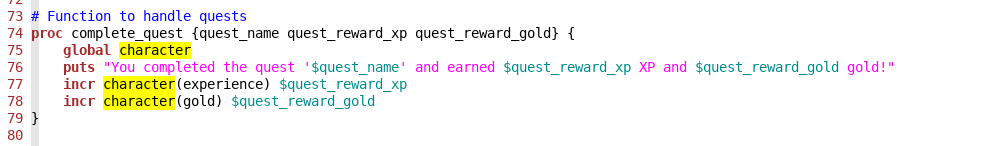 73 # Function to handle quests
74 proc complete_quest {quest_name quest_reward_xp quest_reward_gold} {
75     global character
76     puts "You completed the quest '$quest_name' and earned $quest_reward_xp XP and $quest_reward_gold gold!"
77     incr character(experience) $quest_reward_xp
78     incr character(gold) $quest_reward_gold
79 }
80